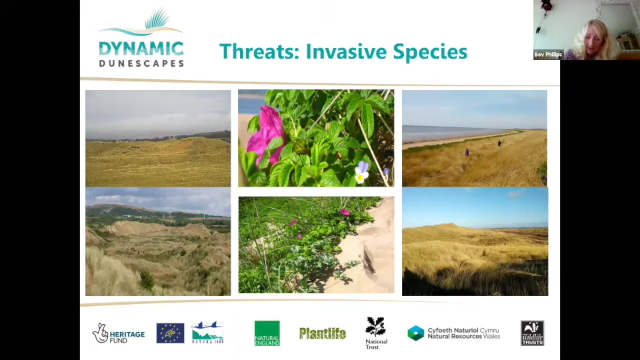 DYNAMIC
DUNESCAPES
Threats: Invasive Species
Bev Phillips
HERITAGE
FUND
NATURAL
ENGLAND
Plantlife
National
Trust
Cyfoeth Naturiol Cymru
Natural Resources Wales
TRUSTS